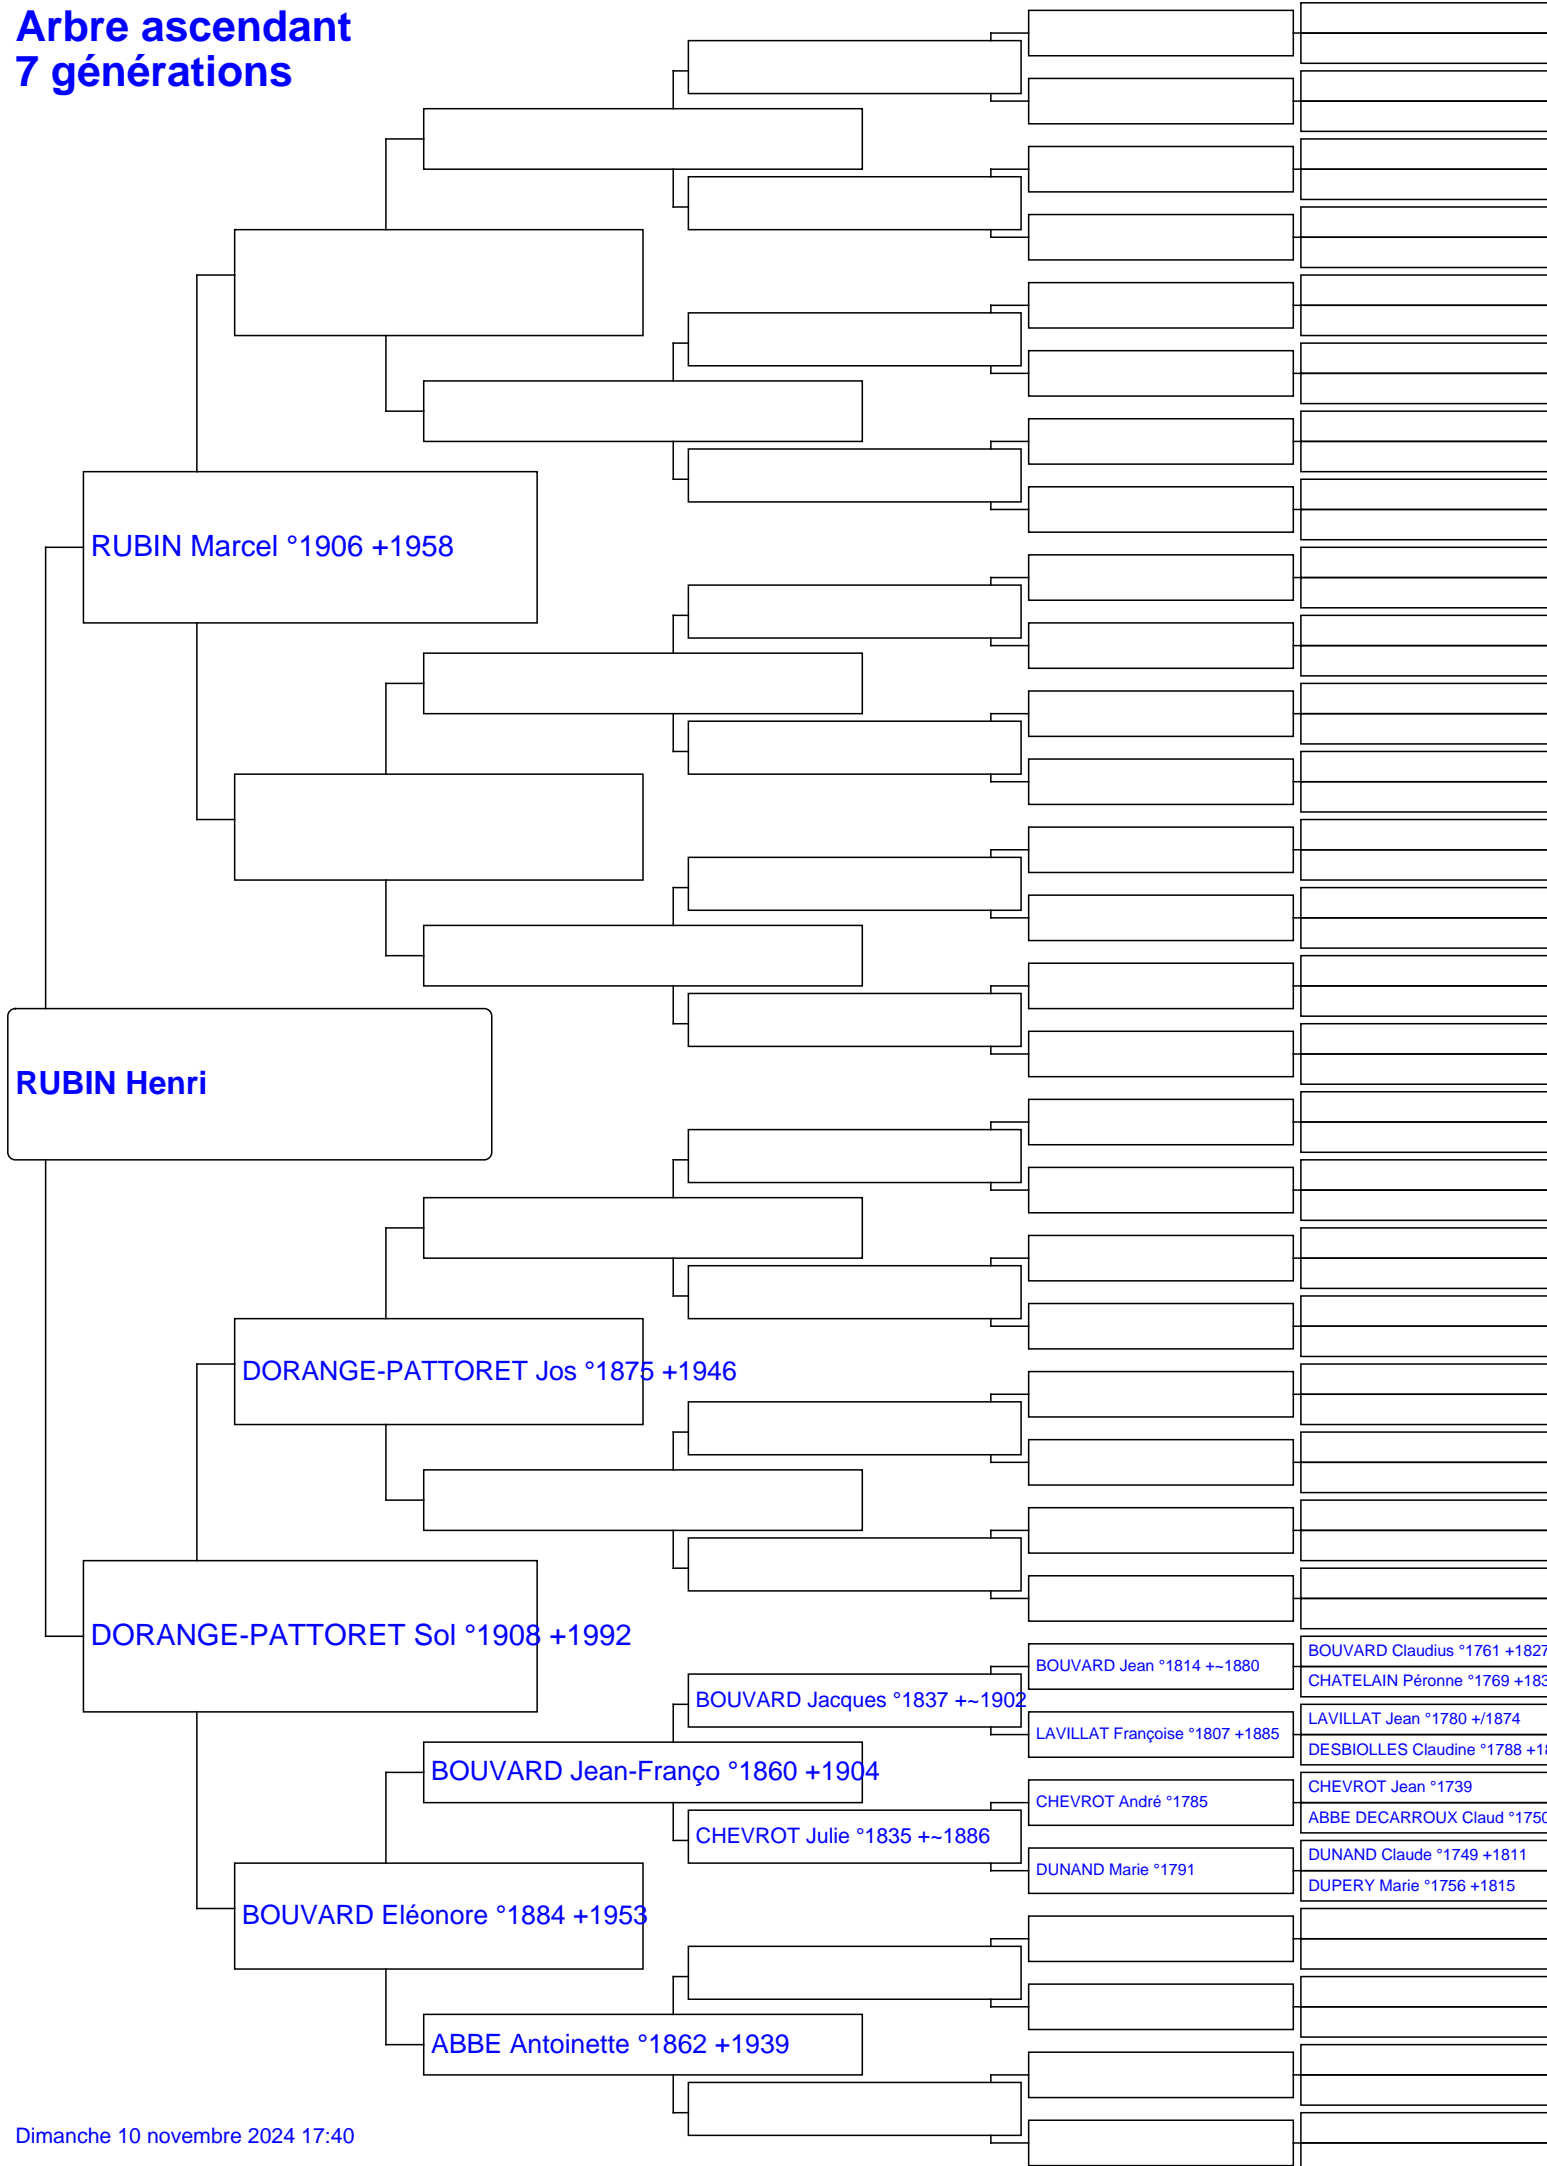 Arbre ascendant
7 générations
RUBIN Marcel °1906 +1958
RUBIN Henri
DORANGE-PATTORET Jos °1875 +1946
DORANGE-PATTORET Sol °1908 +1992
BOUVARD Claudius °1761 +1827
BOUVARD Jean °1814 +~1880
CHATELAIN Péronne °1769 +183
BOUVARD Jacques °1837 +~1902
LAVILLAT Jean °1780 +/1874
LAVILLAT Françoise °1807 +1885
DESBIOLLES Claudine °1788 +18
BOUVARD Jean-Franço °1860 +1904
CHEVROT Jean °1739
CHEVROT André °1785
ABBE DECARROUX Claud °1750
CHEVROT Julie °1835 +~1886
DUNAND Claude °1749 +1811
DUNAND Marie °1791
DUPERY Marie °1756 +1815
BOUVARD Eléonore °1884 +1953
ABBE Antoinette °1862 +1939
Dimanche 10 novembre 2024 17:40